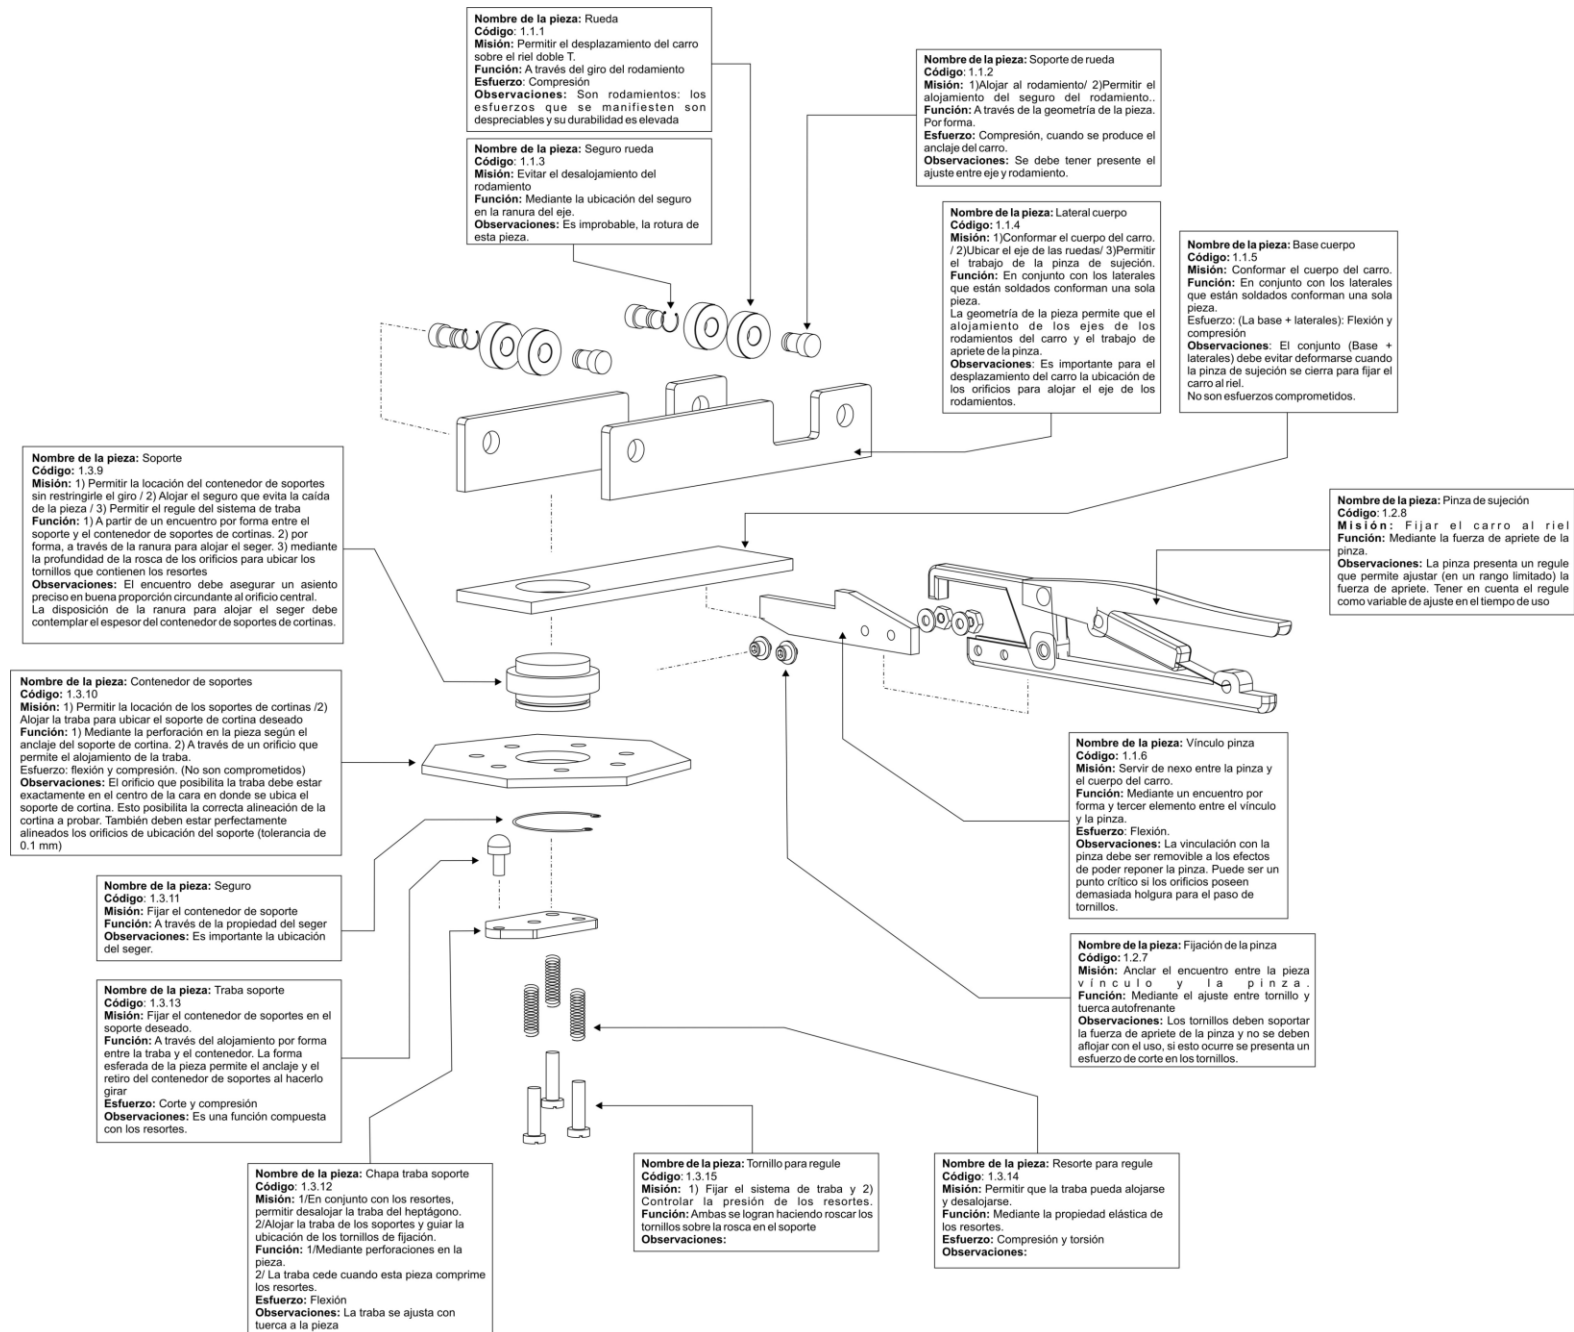 Nombre de la pieza: Rueda
Código: 1.1.1
Misión: Permitir el desplazamiento del carro
sobre el riel doble T.
Función: A través del giro del rodamiento
Esfuerzo: Compresión
Observaciones: Son rodamientos: los
esfuerzos que se manifiesten son
despreciables y su durabilidad es elevada
Nombre de la pieza: Soporte de rueda
Código: 1.1.2
Misión: 1)Alojar al rodamiento/ 2)Permitir el
alojamiento del seguro del rodamiento..
Función: A través de la geometría de la pieza.
Por forma.
Esfuerzo: Compresión, cuando se produce el
anclaje del carro.
Observaciones: Se debe tener presente el
ajuste entre eje y rodamiento.
Nombre de la pieza: Seguro rueda
Código: 1.1.3
Misión: Evitar el desalojamiento del
rodamiento
Función: Mediante la ubicación del seguro
en la ranura del eje.
Observaciones: Es improbable, la rotura de
esta pieza.
Nombre de la pieza: Lateral cuerpo
Código: 1.1.4
Misión: 1)Conformar el cuerpo del carro.
/ 2)Ubicar el eje de las ruedas/ 3)Permitir
el trabajo de la pinza de sujeción.
Función: En conjunto con los laterales
que están soldados conforman una sola
pieza.
La geometría de la pieza permite que el
alojamiento de los ejes de los
rodamientos del carro y el trabajo de
apriete de la pinza.
Observaciones: Es importante para el
desplazamiento del carro la ubicación de
los orificios para alojar el eje de los
rodamientos.
Nombre de la pieza: Base cuerpo
Código: 1.1.5
Misión: Conformar el cuerpo del carro.
Función: En conjunto con los laterales
que están soldados conforman una sola
pieza.
Esfuerzo: (La base + laterales): Flexión y
compresión
Observaciones: El conjunto (Base +
laterales) debe evitar deformarse cuando
la pinza de sujeción se cierra para fijar el
carro al riel.
No son esfuerzos comprometidos.
Nombre de la pieza: Soporte
Código: 1.3.9
Misión: 1) Permitir la locación del contenedor de soportes
sin restringirle el giro / 2) Alojar el seguro que evita la caída
de la pieza / 3) Permitir el regule del sistema de traba
Función: 1) A partir de un encuentro por forma entre el
soporte y el contenedor de soportes de cortinas. 2) por
forma, a través de la ranura para alojar el seger. 3) mediante
la profundidad de la rosca de los orificios para ubicar los
tornillos que contienen los resortes
Observaciones: El encuentro debe asegurar un asiento
preciso en buena proporción circundante al orificio central.
La disposición de la ranura para alojar el seger debe
contemplar el espesor del contenedor de soportes de cortinas.
Nombre de la pieza: Pinza de sujeción
Código: 1.2.8
Misión: Fijar el carro al riel
Función: Mediante la fuerza de apriete de la
pinza.
Observaciones: La pinza presenta un regule
que permite ajustar (en un rango limitado) la
fuerza de apriete. Tener en cuenta el regule
como variable de ajuste en el tiempo de uso
Nombre de la pieza: Contenedor de soportes
Código: 1.3.10
Misión: 1) Permitir la locación de los soportes de cortinas /2)
Alojar la traba para ubicar el soporte de cortina deseado
Función: 1) Mediante la perforación en la pieza según el
anclaje del soporte de cortina. 2) A través de un orificio que
permite el alojamiento de la traba.
Esfuerzo: flexión y compresión. (No son comprometidos)
Observaciones: El orificio que posibilita la traba debe estar
exactamente en el centro de la cara en donde se ubica el
soporte de cortina. Esto posibilita la correcta alineación de la
cortina a probar. También deben estar perfectamente
alineados los orificios de ubicación del soporte (tolerancia de
0.1 mm)
Nombre de la pieza: Vínculo pinza
Código: 1.1.6
Misión: Servir de nexo entre la pinza y
el cuerpo del carro.
Función: Mediante un encuentro por
forma y tercer elemento entre el vínculo
y la pinza.
Esfuerzo: Flexión.
Observaciones: La vinculación con la
pinza debe ser removible a los efectos
de poder reponer la pinza. Puede ser un
punto crítico si los orificios poseen
demasiada holgura para el paso de
tornillos.
Nombre de la pieza: Seguro
Código: 1.3.11
Misión: Fijar el contenedor de soporte
Función: A través de la propiedad del seger
Observaciones: Es importante la ubicación
del seger.
Nombre de la pieza: Fijación de la pinza
Código: 1.2.7
Misión: Anclar el encuentro entre la pieza
vínculo y la pinza.
Función: Mediante el ajuste entre tornillo y
tuerca autofrenante
Observaciones: Los tornillos deben soportar
la fuerza de apriete de la pinza y no se deben
aflojar con el uso, si esto ocurre se presenta un
esfuerzo de corte en los tornillos.
Nombre de la pieza: Traba soporte
Código: 1.3.13
Misión: Fijar el contenedor de soportes en el
soporte deseado.
Función: A través del alojamiento por forma
entre la traba y el contenedor. La forma
esferada de la pieza permite el anclaje y el
retiro del contenedor de soportes al hacerlo
girar
Esfuerzo: Corte y compresión
Observaciones: Es una función compuesta
con los resortes.
Nombre de la pieza: Chapa traba soporte
Código: 1.3.12
Misión: 1/En conjunto con los resortes,
permitir desalojar la traba del heptágono.
2/Alojar la traba de los soportes y guiar la
ubicación de los tornillos de fijación.
Función: 1/Mediante perforaciones en la
pieza.
2/ La traba cede cuando esta pieza comprime
los resortes.
Esfuerzo: Flexión
Observaciones: La traba se ajusta con
tuerca a la pieza
Nombre de la pieza: Tornillo para regule
Código: 1.3.15
Misión: 1) Fijar el sistema de traba y 2)
Controlar la presión de los resortes.
Función: Ambas se logran haciendo roscar los
tornillos sobre la rosca en el soporte
Observaciones:
Nombre de la pieza: Resorte para regule
Código: 1.3.14
Misión: Permitir que la traba pueda alojarse
y desalojarse.
Función: Mediante la propiedad elástica de
los resortes.
Esfuerzo: Compresión y torsión
Observaciones: